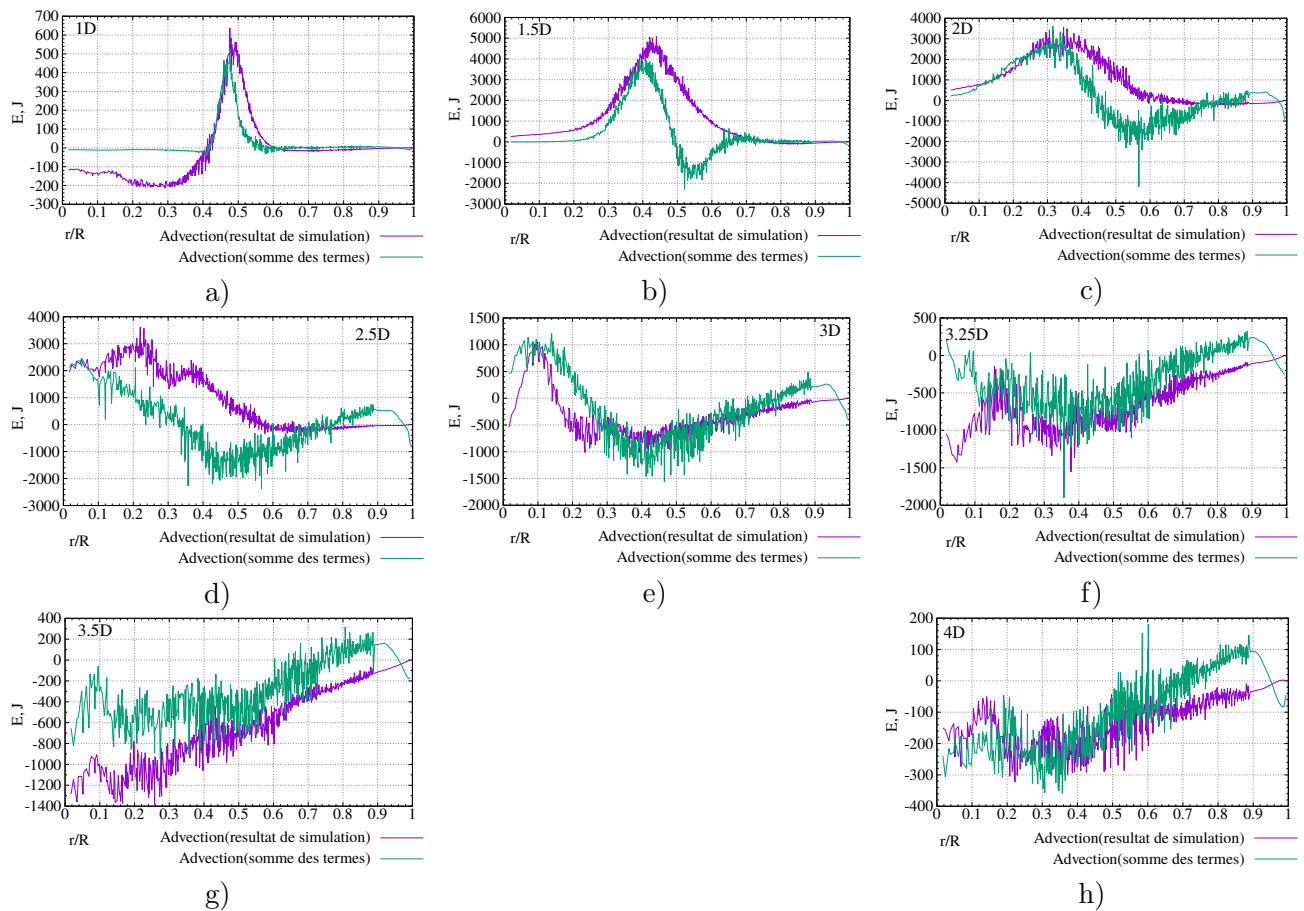 1D
E, J
700
600
500
400
300
200
100
0
-100
-200
-300
0 0.1 0.2 0.3 0.4 0.5 0.6 0.7 0.8 0.9 1
r/R
Advection(resultat de simulation)
Advection(somme des termes)
a)
1.5D
E, J
6000
5000
4000
3000
2000
1000
0
-1000
-2000
-3000
0 0.1 0.2 0.3 0.4 0.5 0.6 0.7 0.8 0.9 1
r/R
Advection(resultat de simulation)
Advection(somme des termes)
b)
2D
E, J
4000
3000
2000
1000
0
-1000
-2000
-3000
-4000
-5000
0 0.1 0.2 0.3 0.4 0.5 0.6 0.7 0.8 0.9 1
r/R
Advection(resultat de simulation)
Advection(somme des termes)
c)
2.5D
E, J
4000
3000
2000
1000
0
-1000
-2000
-3000
0 0.1 0.2 0.3 0.4 0.5 0.6 0.7 0.8 0.9 1
r/R
Advection(resultat de simulation)
Advection(somme des termes)
d)
3D
E, J
1500
1000
500
0
-500
-1000
-1500
-2000
0 0.1 0.2 0.3 0.4 0.5 0.6 0.7 0.8 0.9 1
r/R
Advection(resultat de simulation)
Advection(somme des termes)
e)
3.25D
E, J
500
0
-500
-1000
-1500
-2000
0 0.1 0.2 0.3 0.4 0.5 0.6 0.7 0.8 0.9 1
r/R
Advection(resultat de simulation)
Advection(somme des termes)
f)
3.5D
E, J
400
200
0
-200
-400
-600
-800
-1000
-1200
-1400
0 0.1 0.2 0.3 0.4 0.5 0.6 0.7 0.8 0.9 1
r/R
Advection(resultat de simulation)
Advection(somme des termes)
g)
4D
E, J
200
100
0
-100
-200
-300
-400
0 0.1 0.2 0.3 0.4 0.5 0.6 0.7 0.8 0.9 1
r/R
Advection(resultat de simulation)
Advection(somme des termes)
h)